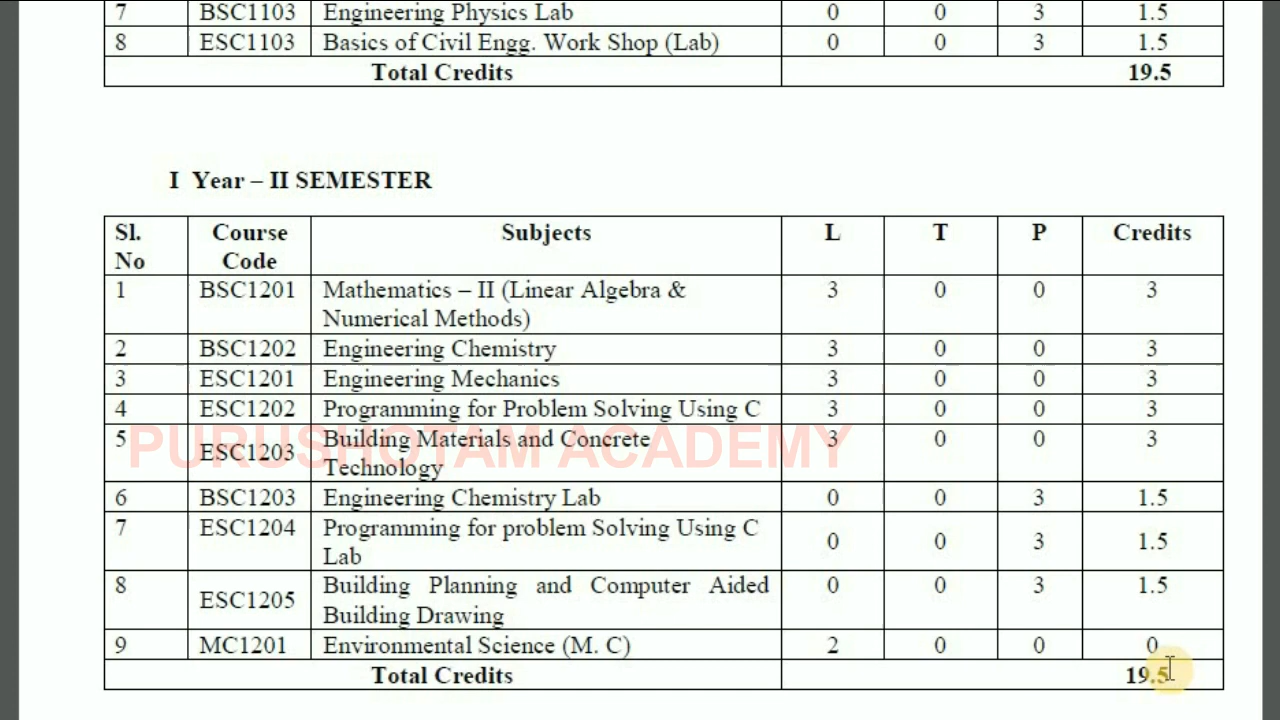 7 BSC1103 Engineering Physics Lab 0 0 3 1.5
8 ESC1103 Basics of Civil Engg. Work Shop (Lab) 0 0 3 1.5
Total Credits 19.5
I Year – II SEMESTER
Sl. No Course Code Subjects L T P Credits
1 BSC1201 Mathematics – II (Linear Algebra & 3 0 0 3
Numerical Methods)
2 BSC1202 Engineering Chemistry 3 0 0 3
3 ESC1201 Engineering Mechanics 3 0 0 3
4 ESC1202 Programming for Problem Solving Using C 3 0 0 3
5 ESC1203 Building Materials and Concrete 3 0 0 3
Technology
PURUSHOTAM ACADEMY
6 BSC1203 Engineering Chemistry Lab 0 0 3 1.5
7 ESC1204 Programming for problem Solving Using C 0 0 3 1.5
Lab
8 ESC1205 Building Planning and Computer Aided 0 0 3 1.5
Building Drawing
9 MC1201 Environmental Science (M. C) 2 0 0 0
Total Credits 19.5